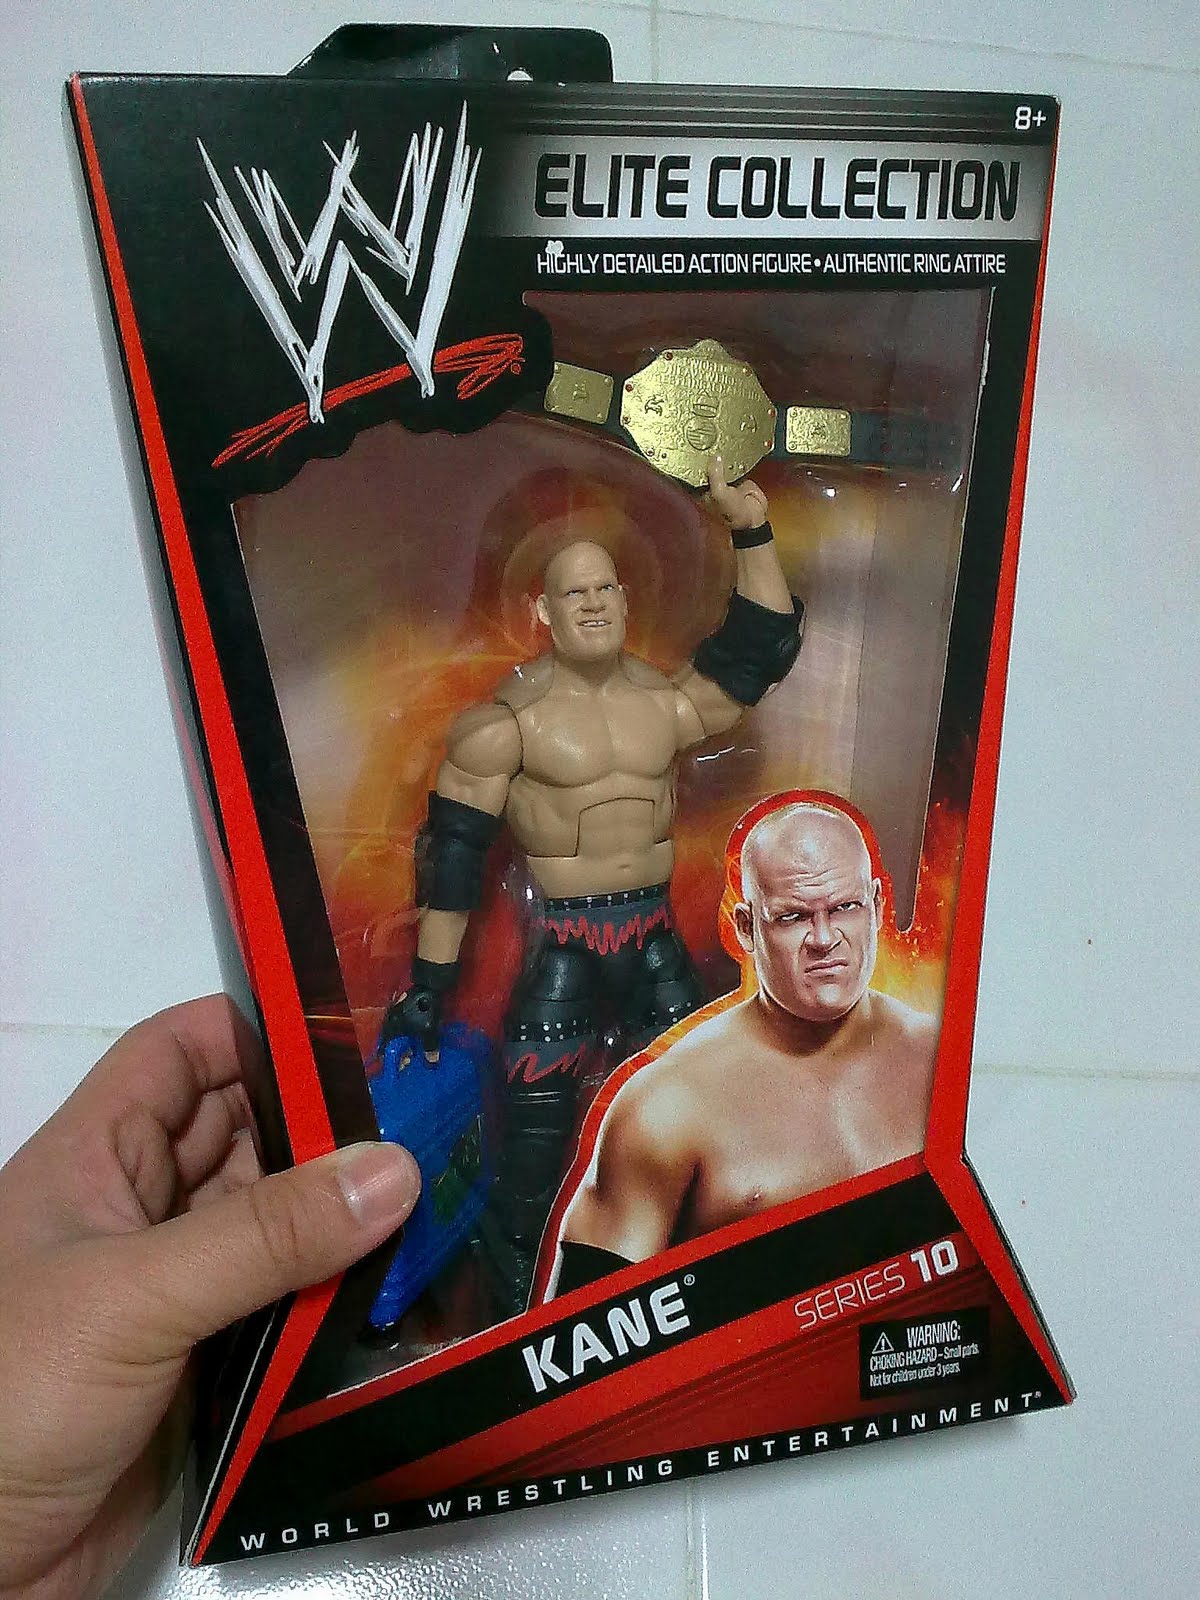 8+
W
ELITE COLLECTION
HIGHLY DETAILED ACTION FIGURE • AUTHENTIC RING ATTIRE
KANE®
SERIES 10
WARNING:
CHOKING HAZARD – Small parts
Not for children under 3 years.
WORLD WRESTLING ENTERTAINMENT®